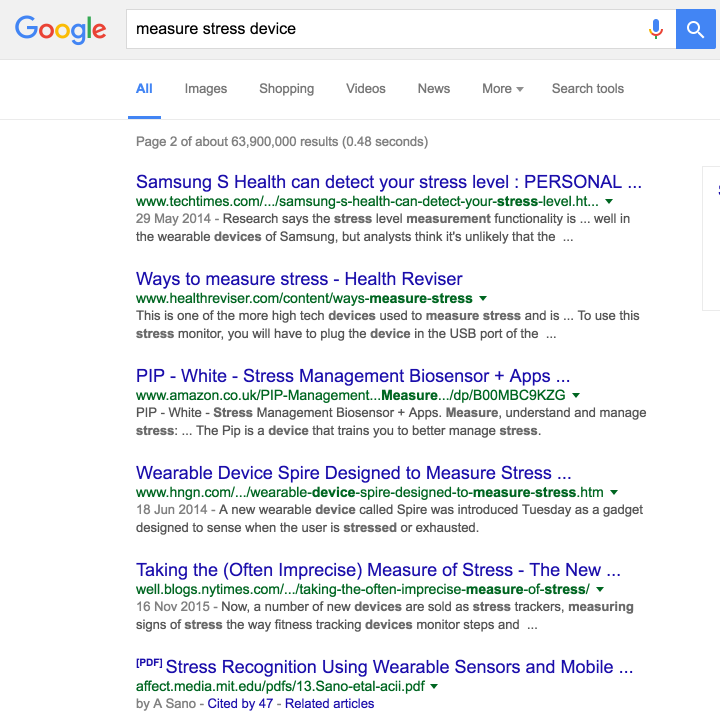 Google
measure stress device
All Images Shopping Videos News More Search tools
Page 2 of about 63,900,000 results (0.48 seconds)
Samsung S Health can detect your stress level : PERSONAL ...
www.techtimes.com/.../samsung-s-health-can-detect-your-stress-level.ht...
29 May 2014 - Research says the stress level measurement functionality is ... well in
the wearable devices of Samsung, but analysts think it's unlikely that the ...
Ways to measure stress - Health Reviser
www.healthreviser.com/content/ways-measure-stress
This is one of the more high tech devices used to measure stress and is ... To use this
stress monitor, you will have to plug the device in the USB port of the ...
PIP - White - Stress Management Biosensor + Apps ...
www.amazon.co.uk/PIP-Management...Measure.../dp/B00MBC9KZG
PIP - White - Stress Management Biosensor + Apps. Measure, understand and manage
stress: ... The Pip is a device that trains you to better manage stress.
Wearable Device Spire Designed to Measure Stress ...
www.hngn.com/.../wearable-device-spire-designed-to-measure-stress.htm
18 Jun 2014 - A new wearable device called Spire was introduced Tuesday as a gadget
designed to sense when the user is stressed or exhausted.
Taking the (Often Imprecise) Measure of Stress - The New ...
well.blogs.nytimes.com/.../taking-the-often-imprecise-measure-of-stress/
16 Nov 2015 - Now, a number of new devices are sold as stress trackers, measuring
signs of stress the way fitness tracking devices monitor steps and ...
[PDF] Stress Recognition Using Wearable Sensors and Mobile ...
affect.media.mit.edu/pdfs/13.Sano-etal-acii.pdf
by A Sano - Cited by 47 - Related articles